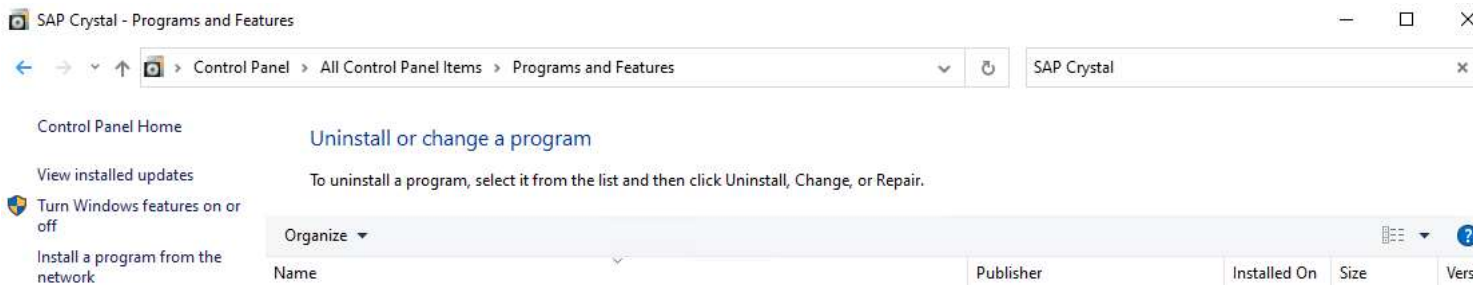 SAP Crystal - Programs and Features
Control Panel > All Control Panel Items > Programs and Features
SAP Crystal
Control Panel Home
View installed updates
Turn Windows features on or
off
Install a program from the
network
Uninstall or change a program
To uninstall a program, select it from the list and then click Uninstall, Change, or Repair.
Organize
Name Publisher Installed On Size Vers